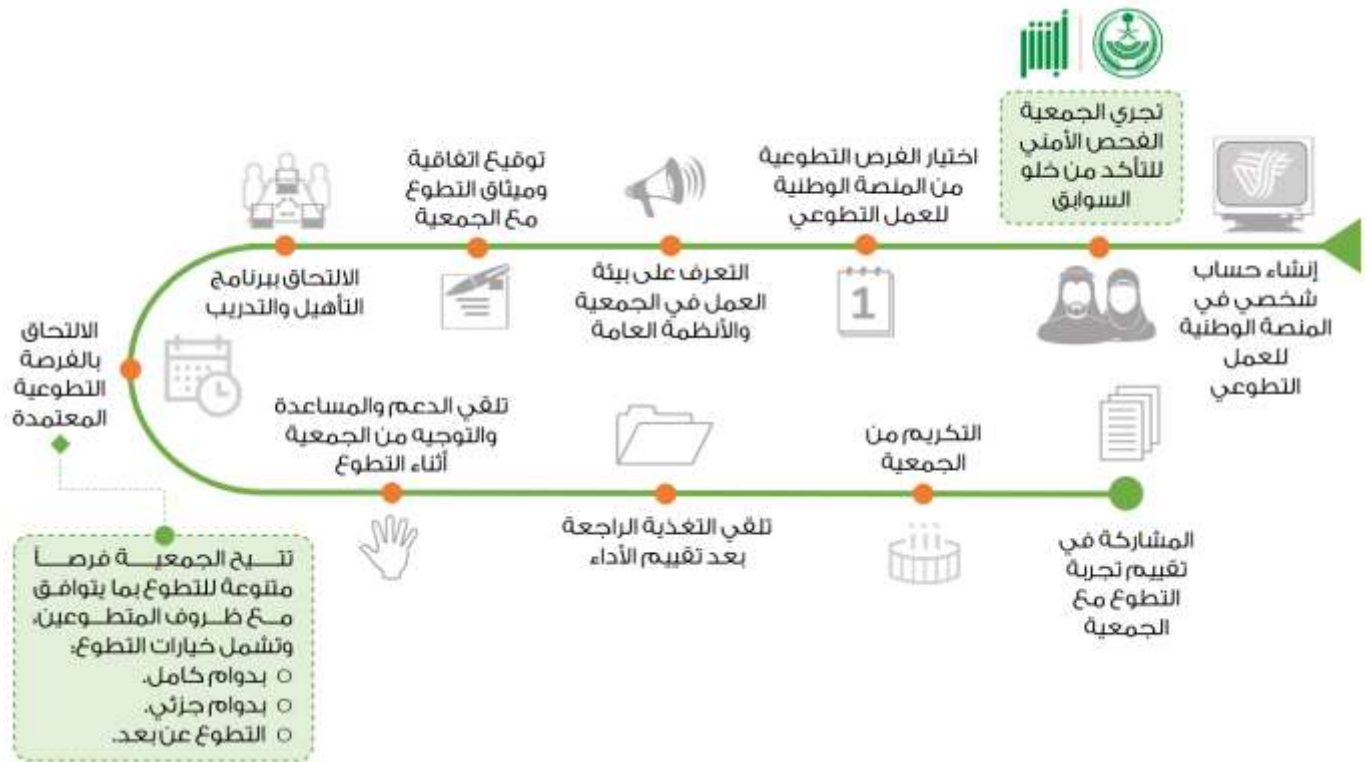 أبشر
إنشاء حساب
شخصي في
المنصة الوطنية
للعمل
التطوعي
تجري الجمعية
الفحص الأمني
للتأكد من خلو
السوابق
اختيار الفرص التطوعية
من المنصة الوطنية
للعمل التطوعي
1
التعرف على بيئة
العمل في الجمعية
والأنظمة العامة
توقيع اتفاقية
وميثاق التطوع
مع الجمعية
الالتحاق ببرنامج
التأهيل والتدريب
الالتحاق
بالفرصة
التطوعية
المعتمدة
تتيح الجمعية فرصاً
متنوعة للتطوع بما يتوافق
مع ظروف المتطوعين،
وتشمل خيارات التطوع:
○ بدوام كامل.
○ بدوام جزئي.
○ التطوع عن بعد.
تلقي الدعم والمساعدة
والتوجيه من الجمعية
أثناء التطوع
تلقي التغذية الراجعة
بعد تقييم الأداء
التكريم من
الجمعية
المشاركة في
تقييم تجربة
التطوع مع
الجمعية